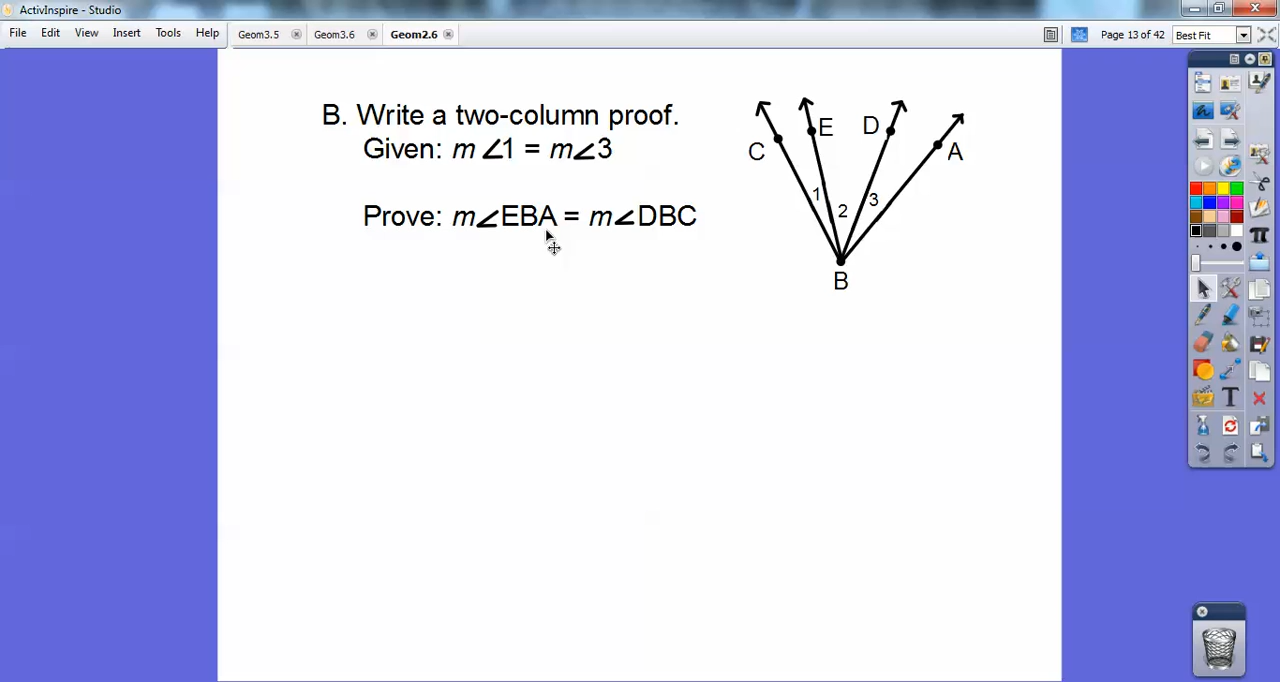 ActivInspire - Studio
File Edit View Insert Tools Help Geom3.5 Geom3.6 Geom2.6 Page 13 of 42 Best Fit
B. Write a two-column proof.
Given: m∠1 = m∠3
Prove: m∠EBA = m∠DBC
C E D A
1 2 3
B